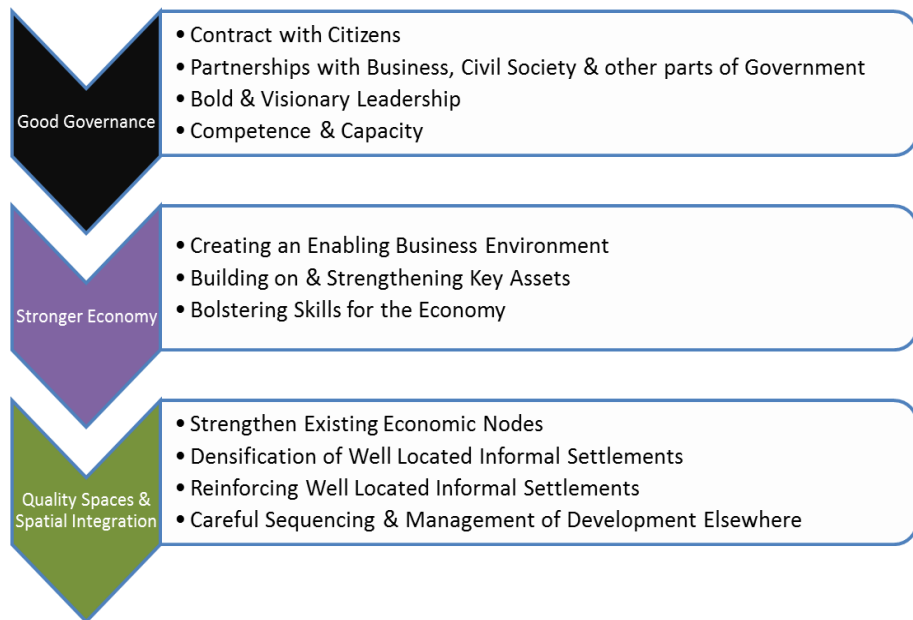 Good Governance
• Contract with Citizens
• Partnerships with Business, Civil Society & other parts of Government
• Bold & Visionary Leadership
• Competence & Capacity
Stronger Economy
• Creating an Enabling Business Environment
• Building on & Strengthening Key Assets
• Bolstering Skills for the Economy
Quality Spaces &
Spatial Integration
• Strengthen Existing Economic Nodes
• Densification of Well Located Informal Settlements
• Reinforcing Well Located Informal Settlements
• Careful Sequencing & Management of Development Elsewhere